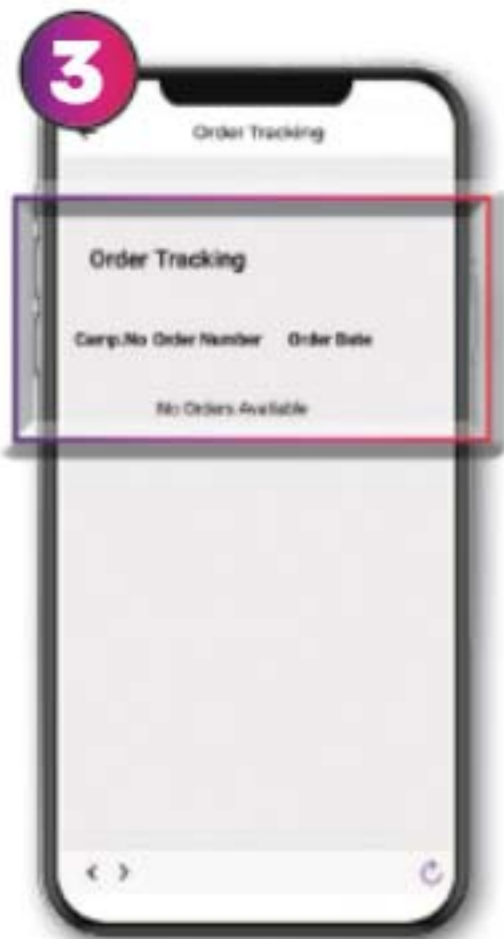 3
Order Tracking
Order Tracking
Camp.No Order Number Order Date
No Orders Available